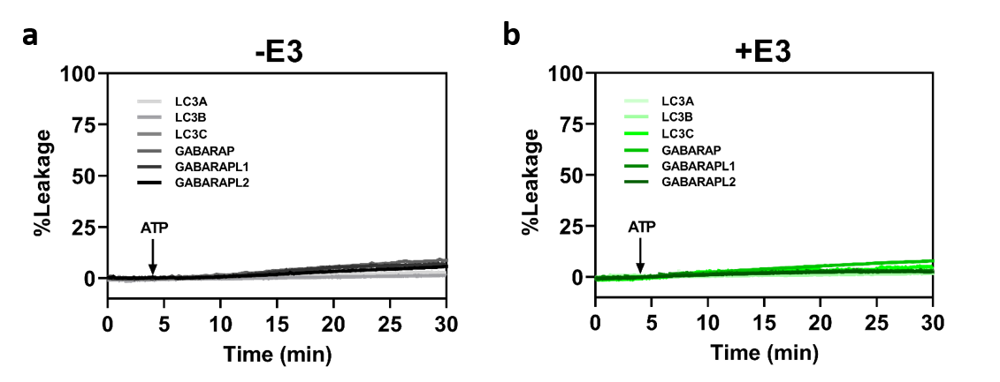 a
-E3
100
75
50
25
0
%Leakage
LC3A
LC3B
LC3C
GABARAP
GABARAPL1
GABARAPL2
ATP
0 5 10 15 20 25 30
Time (min)
b
+E3
100
75
50
25
0
%Leakage
LC3A
LC3B
LC3C
GABARAP
GABARAPL1
GABARAPL2
ATP
0 5 10 15 20 25 30
Time (min)